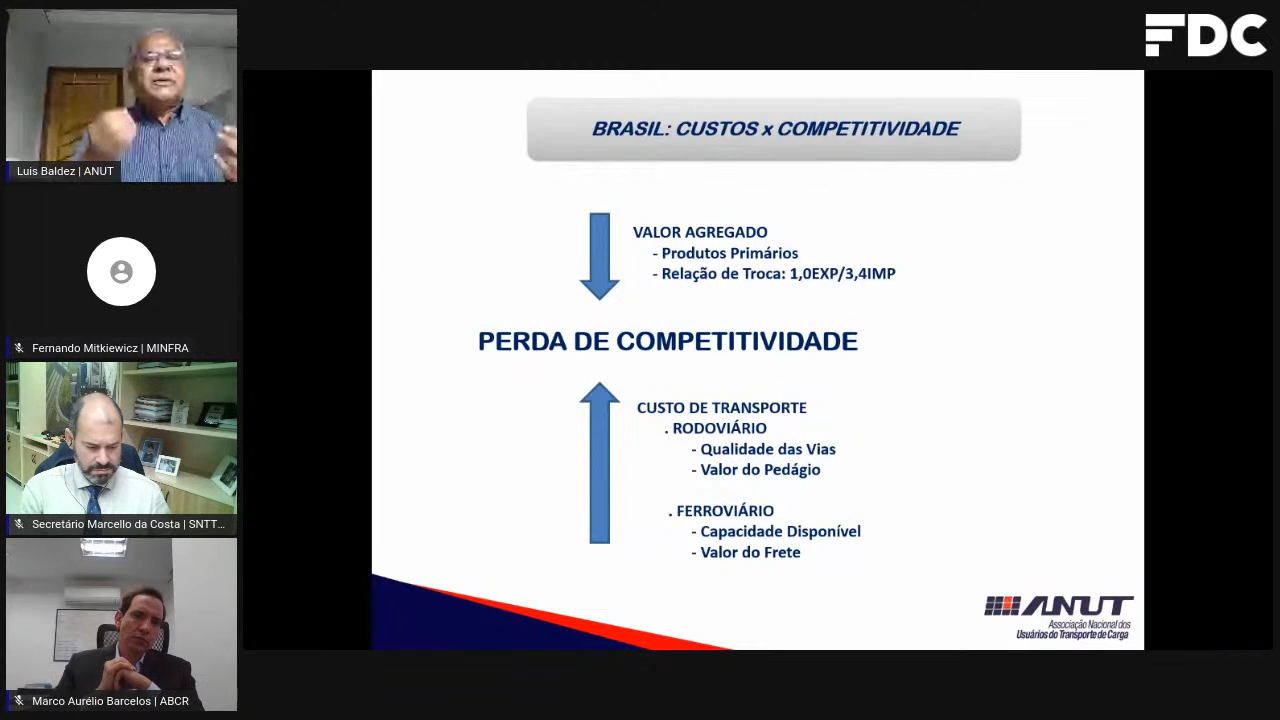 FDC
Luis Baldez | ANUT
Fernando Mitkiewicz | MINFRA
Secretário Marcello da Costa | SNTT...
Marco Aurélio Barcelos | ABCR
BRASIL: CUSTOS x COMPETITIVIDADE
VALOR AGREGADO
- Produtos Primários
- Relação de Troca: 1,0EXP/3,4IMP
PERDA DE COMPETITIVIDADE
CUSTO DE TRANSPORTE
. RODOVIÁRIO
- Qualidade das Vias
- Valor do Pedágio
. FERROVIÁRIO
- Capacidade Disponível
- Valor do Frete
ANUT
Associação Nacional dos
Usuários do Transporte de Carga